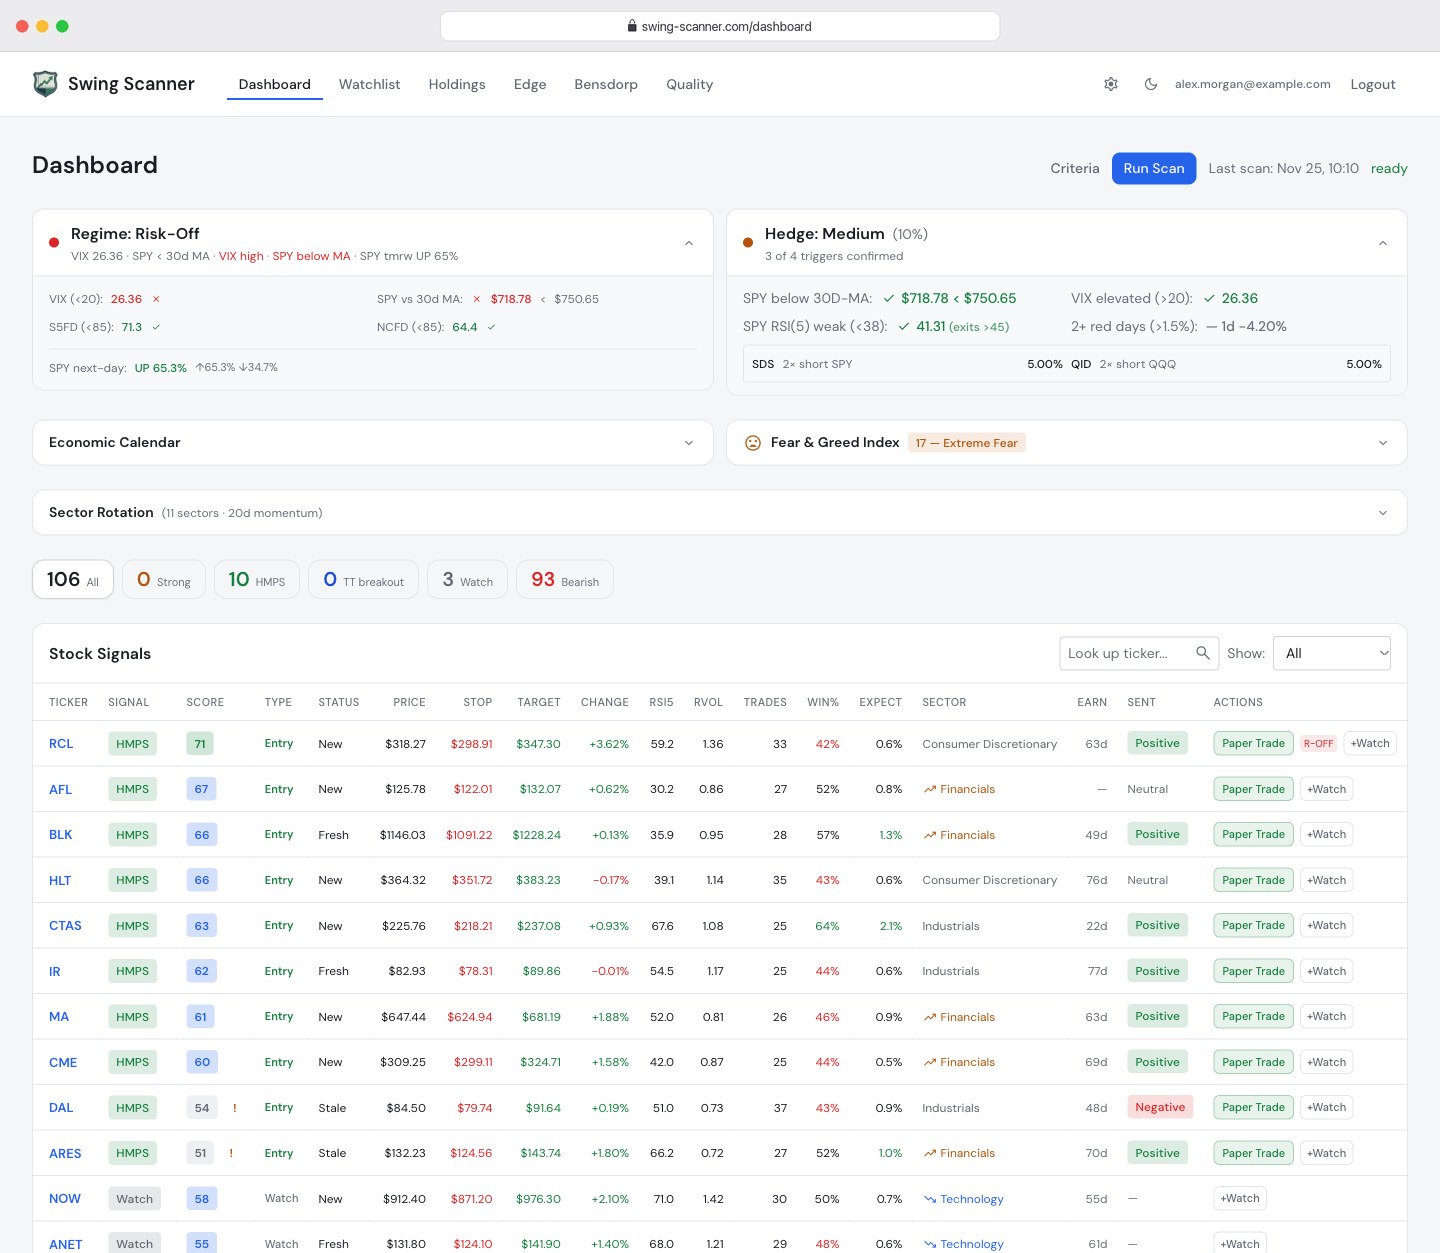 swing-scanner.com/dashboard
Swing Scanner Dashboard Watchlist Holdings Edge Bensdorp Quality alex.morgan@example.com Logout
Dashboard
Criteria Run Scan Last scan: Nov 25, 10:10 ready
Regime: Risk-Off
VIX 26.36 · SPY < 30d MA · VIX high · SPY below MA · SPY tmrw UP 65%
VIX (<20): 26.36 × SPY vs 30d MA: × $718.78 < $750.65
S5FD (<85): 71.3 ✓ NCFD (<85): 64.4 ✓
SPY next-day: UP 65.3% ↑65.3% ↓34.7%
Hedge: Medium (10%)
3 of 4 triggers confirmed
SPY below 30D-MA: ✓ $718.78 < $750.65 VIX elevated (>20): ✓ 26.36
SPY RSI(5) weak (<38): ✓ 41.31 (exits >45) 2+ red days (>1.5%): — 1d -4.20%
SDS 2× short SPY 5.00% QID 2× short QQQ 5.00%
Economic Calendar
Fear & Greed Index 17 — Extreme Fear
Sector Rotation (11 sectors · 20d momentum)
106 All 0 Strong 10 HMPS 0 TT breakout 3 Watch 93 Bearish
Stock Signals Look up ticker... Show: All
TICKER SIGNAL SCORE TYPE STATUS PRICE STOP TARGET CHANGE RSI5 RVOL TRADES WIN% EXPECT SECTOR EARN SENT ACTIONS
RCL HMPS 71 Entry New $318.27 $298.91 $347.30 +3.62% 59.2 1.36 33 42% 0.6% Consumer Discretionary 63d Positive Paper Trade R-OFF +Watch
AFL HMPS 67 Entry New $125.78 $122.01 $132.07 +0.62% 30.2 0.86 27 52% 0.8% Financials — Neutral Paper Trade +Watch
BLK HMPS 66 Entry Fresh $1146.03 $1091.22 $1228.24 +0.13% 35.9 0.95 28 57% 1.3% Financials 49d Positive Paper Trade +Watch
HLT HMPS 66 Entry New $364.32 $351.72 $383.23 -0.17% 39.1 1.14 35 43% 0.6% Consumer Discretionary 76d Neutral Paper Trade +Watch
CTAS HMPS 63 Entry New $225.76 $218.21 $237.08 +0.93% 67.6 1.08 25 64% 2.1% Industrials 22d Positive Paper Trade +Watch
IR HMPS 62 Entry Fresh $82.93 $78.31 $89.86 -0.01% 54.5 1.17 25 44% 0.6% Industrials 77d Positive Paper Trade +Watch
MA HMPS 61 Entry New $647.44 $624.94 $681.19 +1.88% 52.0 0.81 26 46% 0.9% Financials 63d Positive Paper Trade +Watch
CME HMPS 60 Entry New $309.25 $299.11 $324.71 +1.58% 42.0 0.87 25 44% 0.5% Financials 69d Positive Paper Trade +Watch
DAL HMPS 54 ! Entry Stale $84.50 $79.74 $91.64 +0.19% 51.0 0.73 37 43% 0.9% Industrials 48d Negative Paper Trade +Watch
ARES HMPS 51 ! Entry Stale $132.23 $124.56 $143.74 +1.80% 66.2 0.72 27 52% 1.0% Financials 70d Positive Paper Trade +Watch
NOW Watch 58 Watch New $912.40 $871.20 $976.30 +2.10% 71.0 1.42 30 50% 0.7% Technology 55d — +Watch
ANET Watch 55 Watch Fresh $131.80 $124.10 $141.90 +1.40% 68.0 1.21 29 48% 0.6% Technology 61d — +Watch